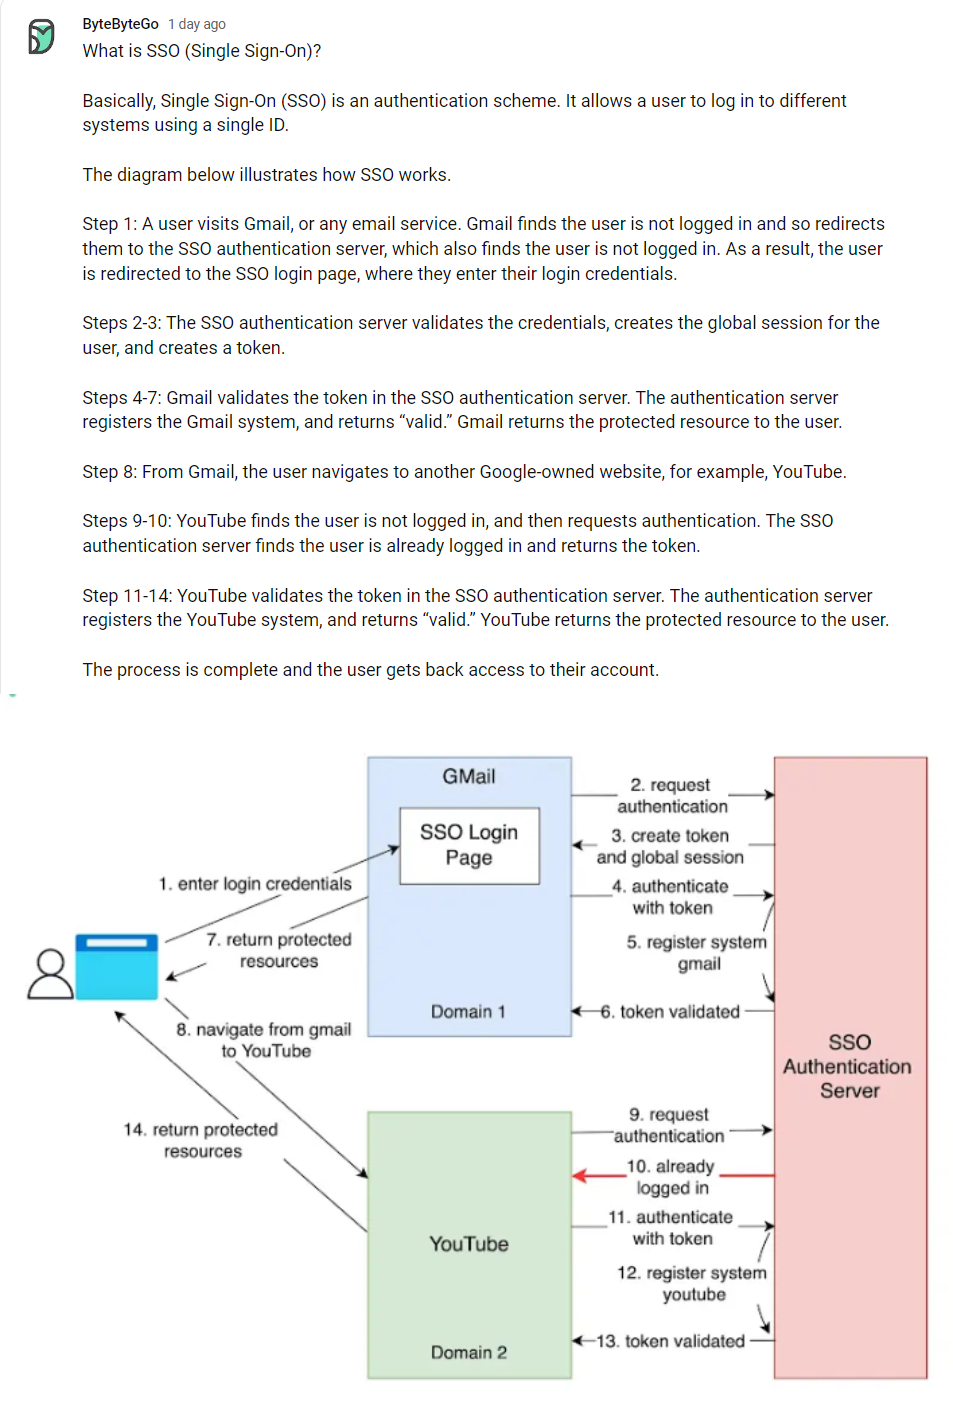 ByteByteGo 1 day ago
What is SSO (Single Sign-On)?
Basically, Single Sign-On (SSO) is an authentication scheme. It allows a user to log in to different
systems using a single ID.
The diagram below illustrates how SSO works.
Step 1: A user visits Gmail, or any email service. Gmail finds the user is not logged in and so redirects
them to the SSO authentication server, which also finds the user is not logged in. As a result, the user
is redirected to the SSO login page, where they enter their login credentials.
Steps 2-3: The SSO authentication server validates the credentials, creates the global session for the
user, and creates a token.
Steps 4-7: Gmail validates the token in the SSO authentication server. The authentication server
registers the Gmail system, and returns “valid.” Gmail returns the protected resource to the user.
Step 8: From Gmail, the user navigates to another Google-owned website, for example, YouTube.
Steps 9-10: YouTube finds the user is not logged in, and then requests authentication. The SSO
authentication server finds the user is already logged in and returns the token.
Step 11-14: YouTube validates the token in the SSO authentication server. The authentication server
registers the YouTube system, and returns “valid.” YouTube returns the protected resource to the user.
The process is complete and the user gets back access to their account.
GMail
SSO Login
Page
Domain 1
1. enter login credentials
2. request
authentication
3. create token
and global session
4. authenticate
with token
5. register system
gmail
6. token validated
7. return protected
resources
8. navigate from gmail
to YouTube
SSO
Authentication
Server
9. request
authentication
10. already
logged in
11. authenticate
with token
12. register system
youtube
13. token validated
14. return protected
resources
YouTube
Domain 2